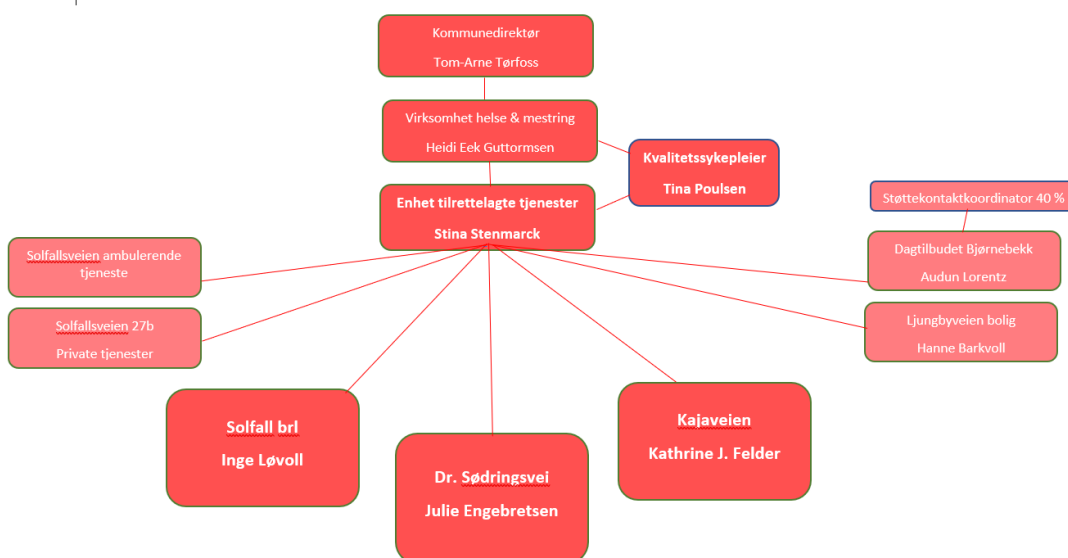 Kommunedirektør
Tom-Arne Tørfoss
Virksomhet helse & mestring
Heidi Eek Guttormsen
Kvalitetssykepleier
Tina Poulsen
Enhet tilrettelagte tjenester
Stina Stenmarck
Støttekontaktkoordinator 40 %
Solfallsveien ambulerende
tjeneste
Dagtilbudet Bjørnebekk
Audun Lorentz
Solfallsveien 27b
Private tjenester
Ljungbyveien bolig
Hanne Barkvoll
Solfall brl
Inge Løvoll
Dr. Sødringsvei
Julie Engebretsen
Kajaveien
Kathrine J. Felder